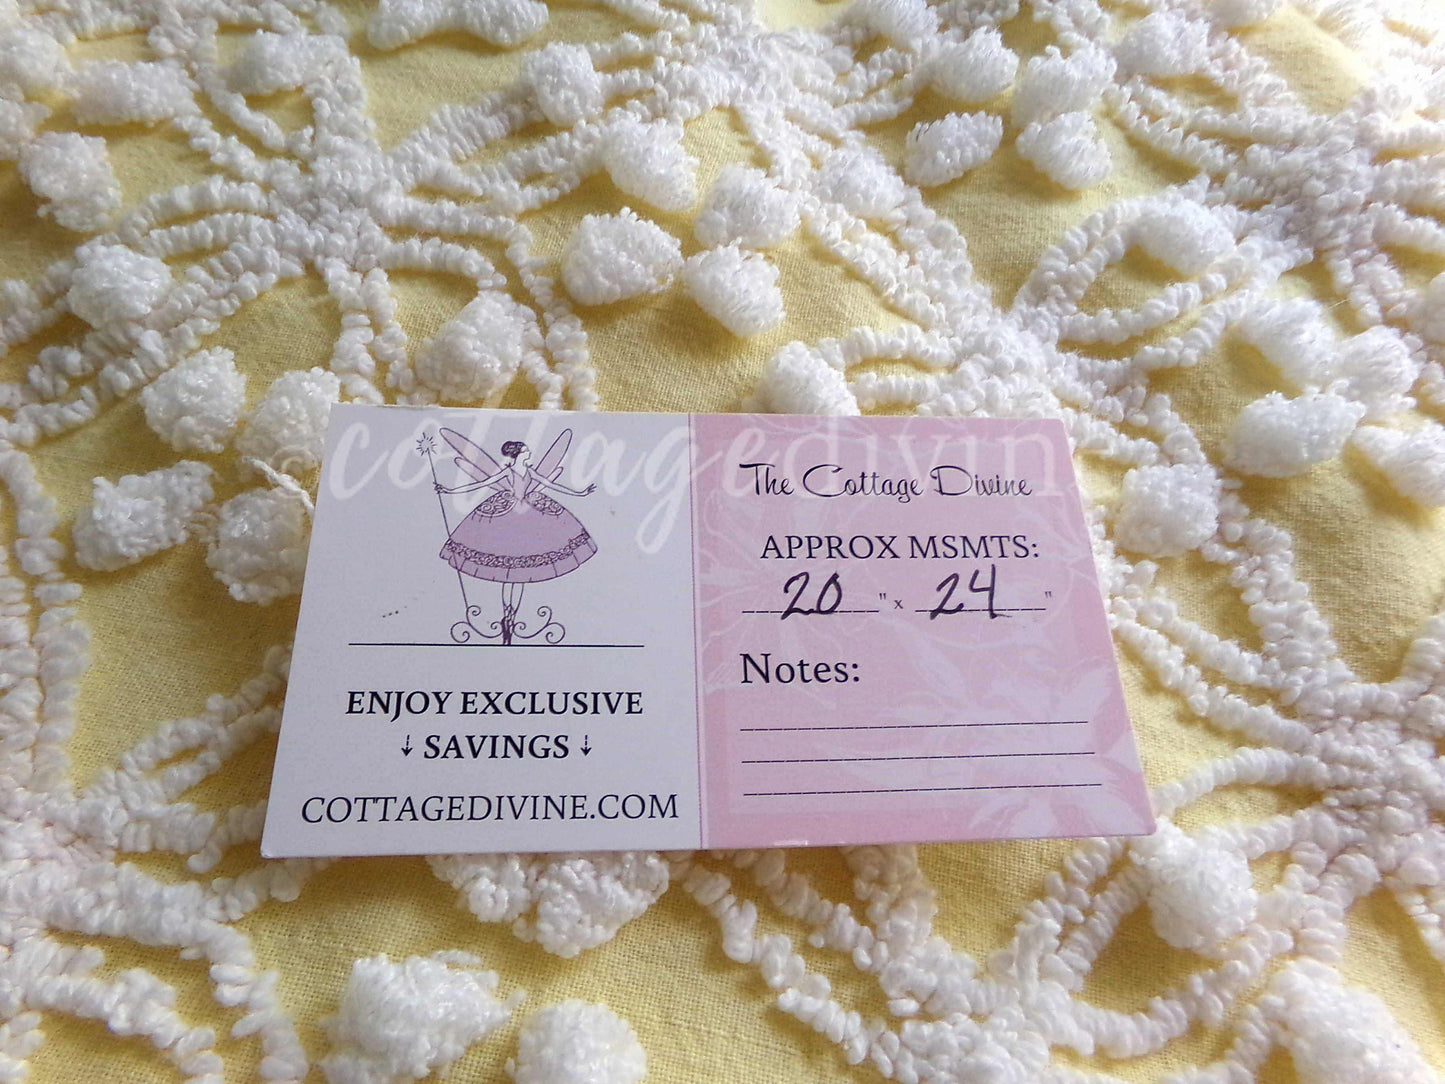 © cottagedivine
The Cottage Divine
APPROX MSMTS:
20 " x 24 "
Notes:
ENJOY EXCLUSIVE
↓ SAVINGS ↓
COTTAGEDIVINE.COM